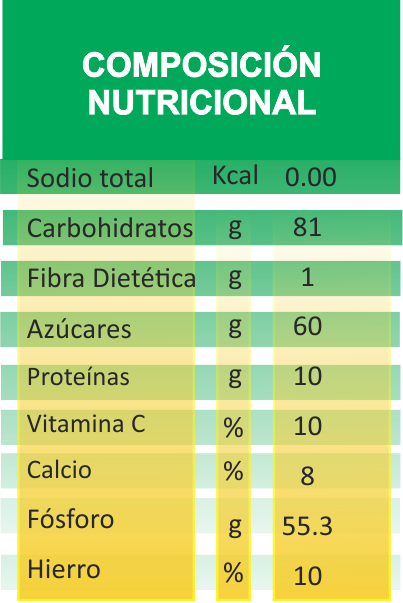 COMPOSICIÓN
NUTRICIONAL
Sodio total Kcal 0.00
Carbohidratos g 81
Fibra Dietética g 1
Azúcares g 60
Proteínas g 10
Vitamina C % 10
Calcio % 8
Fósforo g 55.3
Hierro % 10